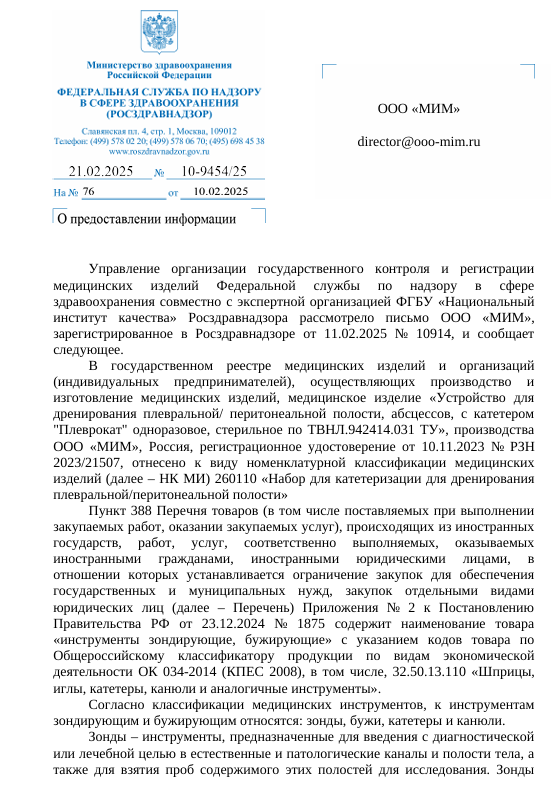 Министерство здравоохранения
Российской Федерации
ФЕДЕРАЛЬНАЯ СЛУЖБА ПО НАДЗОРУ
В СФЕРЕ ЗДРАВООХРАНЕНИЯ
(РОСЗДРАВНАДЗОР)
Славянская пл. 4, стр. 1, Москва, 109012
Телефон: (499) 578 02 20; (499) 578 06 70; (495) 698 45 38
www.roszdravnadzor.gov.ru
21.02.2025 № 10-9454/25
На № 76 от 10.02.2025
О предоставлении информации
ООО «МИМ»
director@ooo-mim.ru
Управление организации государственного контроля и регистрации
медицинских изделий Федеральной службы по надзору в сфере
здравоохранения совместно с экспертной организацией ФГБУ «Национальный
институт качества» Росздравнадзора рассмотрело письмо ООО «МИМ»,
зарегистрированное в Росздравнадзоре от 11.02.2025 № 10914, и сообщает
следующее.
В государственном реестре медицинских изделий и организаций
(индивидуальных предпринимателей), осуществляющих производство и
изготовление медицинских изделий, медицинское изделие «Устройство для
дренирования плевральной/ перитонеальной полости, абсцессов, с катетером
"Плеврокат" одноразовое, стерильное по ТВНЛ.942414.031 ТУ», производства
ООО «МИМ», Россия, регистрационное удостоверение от 10.11.2023 № РЗН
2023/21507, отнесено к виду номенклатурной классификации медицинских
изделий (далее – НК МИ) 260110 «Набор для катетеризации для дренирования
плевральной/перитонеальной полости»
Пункт 388 Перечня товаров (в том числе поставляемых при выполнении
закупаемых работ, оказании закупаемых услуг), происходящих из иностранных
государств, работ, услуг, соответственно выполняемых, оказываемых
иностранными гражданами, иностранными юридическими лицами, в
отношении которых устанавливается ограничение закупок для обеспечения
государственных и муниципальных нужд, закупок отдельными видами
юридических лиц (далее – Перечень) Приложения № 2 к Постановлению
Правительства РФ от 23.12.2024 № 1875 содержит наименование товара
«инструменты зондирующие, бужирующие» с указанием кодов товара по
Общероссийскому классификатору продукции по видам экономической
деятельности ОК 034-2014 (КПЕС 2008), в том числе, 32.50.13.110 «Шприцы,
иглы, катетеры, канюли и аналогичные инструменты».
Согласно классификации медицинских инструментов, к инструментам
зондирующим и бужирующим относятся: зонды, бужи, катетеры и канюли.
Зонды – инструменты, предназначенные для введения с диагностической
или лечебной целью в естественные и патологические каналы и полости тела, а
также для взятия проб содержимого этих полостей для исследования. Зонды